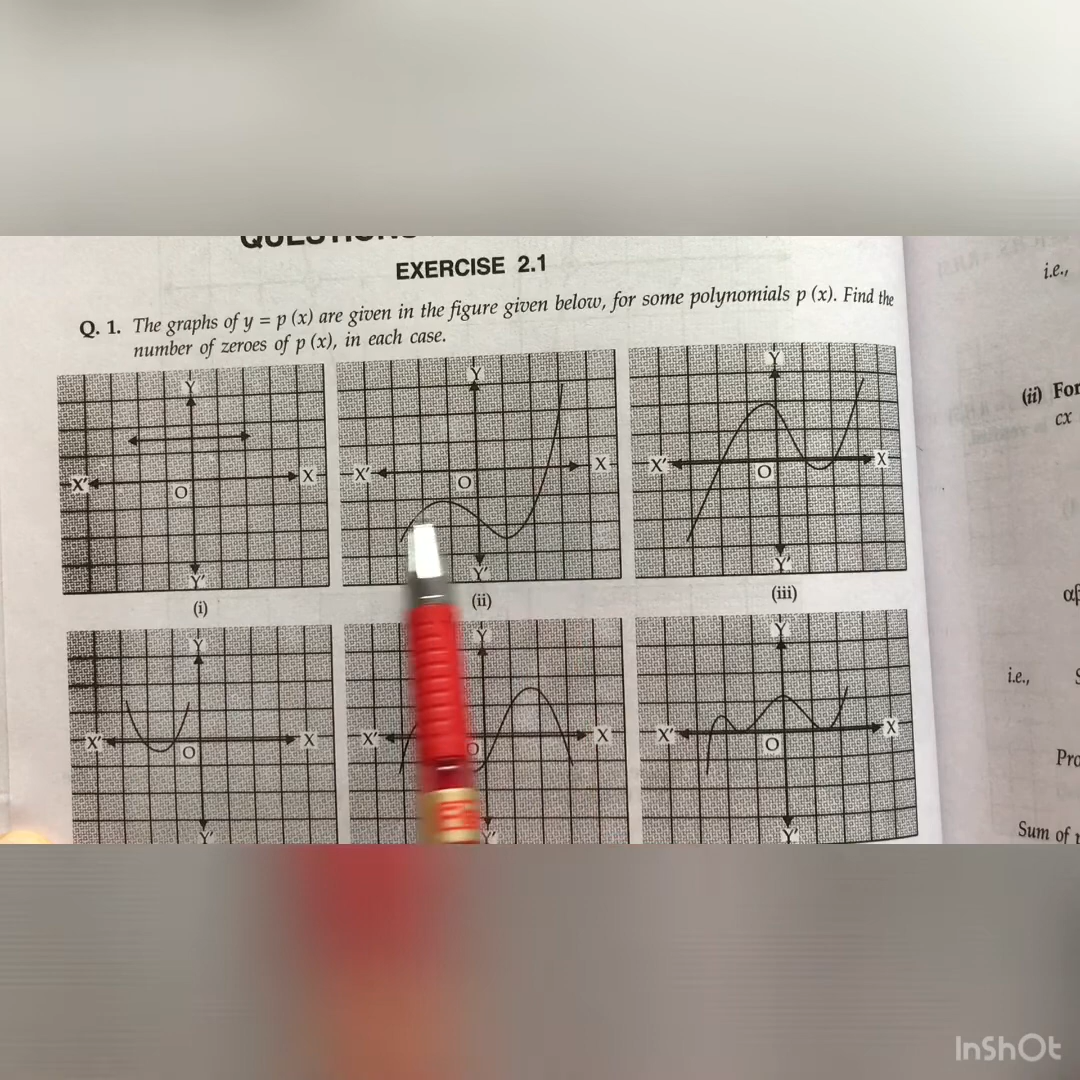 QUESTIONS
EXERCISE 2.1
Q. 1. The graphs of y = p (x) are given in the figure given below, for some polynomials p (x). Find the
number of zeroes of p (x), in each case.
Y Y Y
X' X X' X X' X
O O O
Y' Y' Y'
(i) (ii) (iii)
Y Y Y
X' X X' X X' X
O O O
Y' Y' Y'
i.e.,
(ii) For
cx
i.e.,
Sum of
InShOt